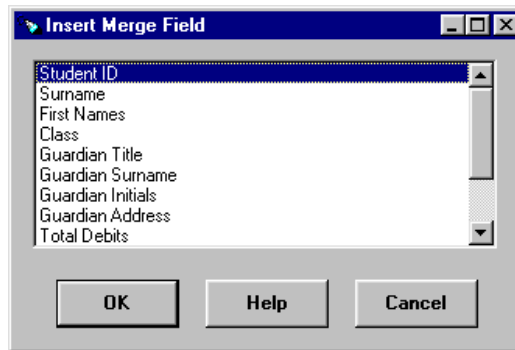 Insert Merge Field
Student ID
Surname
First Names
Class
Guardian Title
Guardian Surname
Guardian Initials
Guardian Address
Total Debits
OK Help Cancel